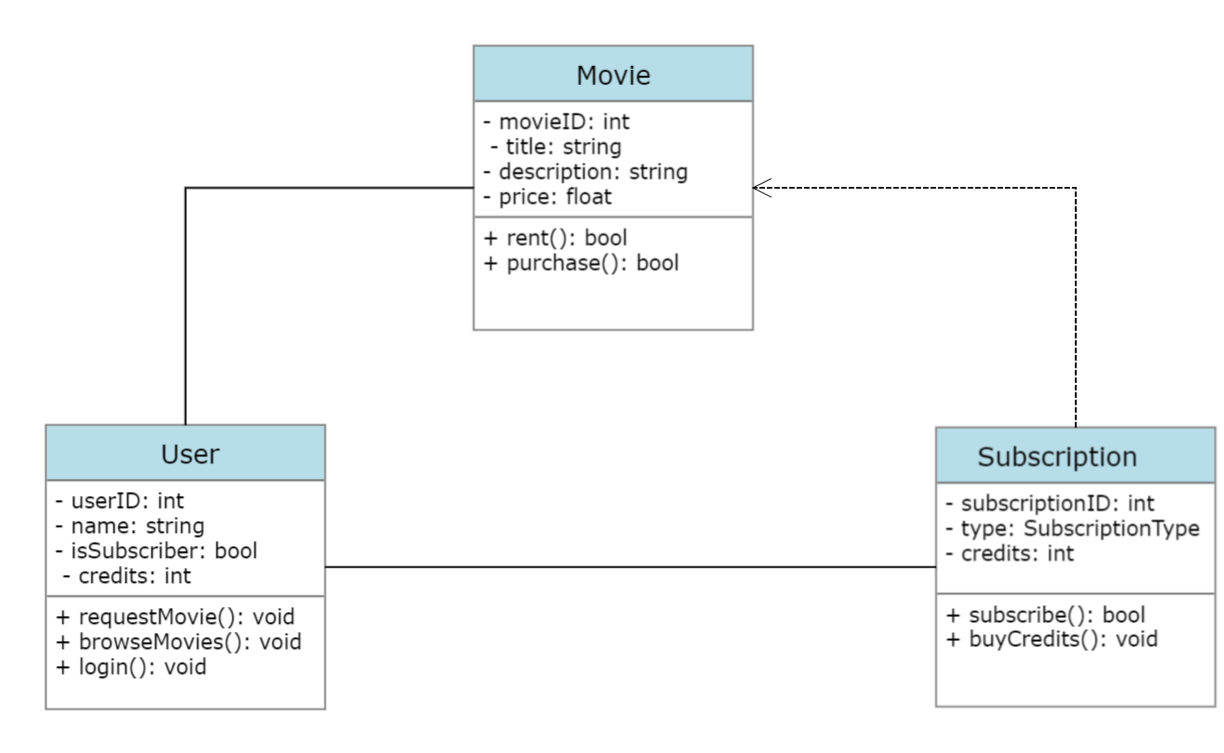 Movie
- movieID: int
- title: string
- description: string
- price: float
+ rent(): bool
+ purchase(): bool
User
- userID: int
- name: string
- isSubscriber: bool
- credits: int
+ requestMovie(): void
+ browseMovies(): void
+ login(): void
Subscription
- subscriptionID: int
- type: SubscriptionType
- credits: int
+ subscribe(): bool
+ buyCredits(): void